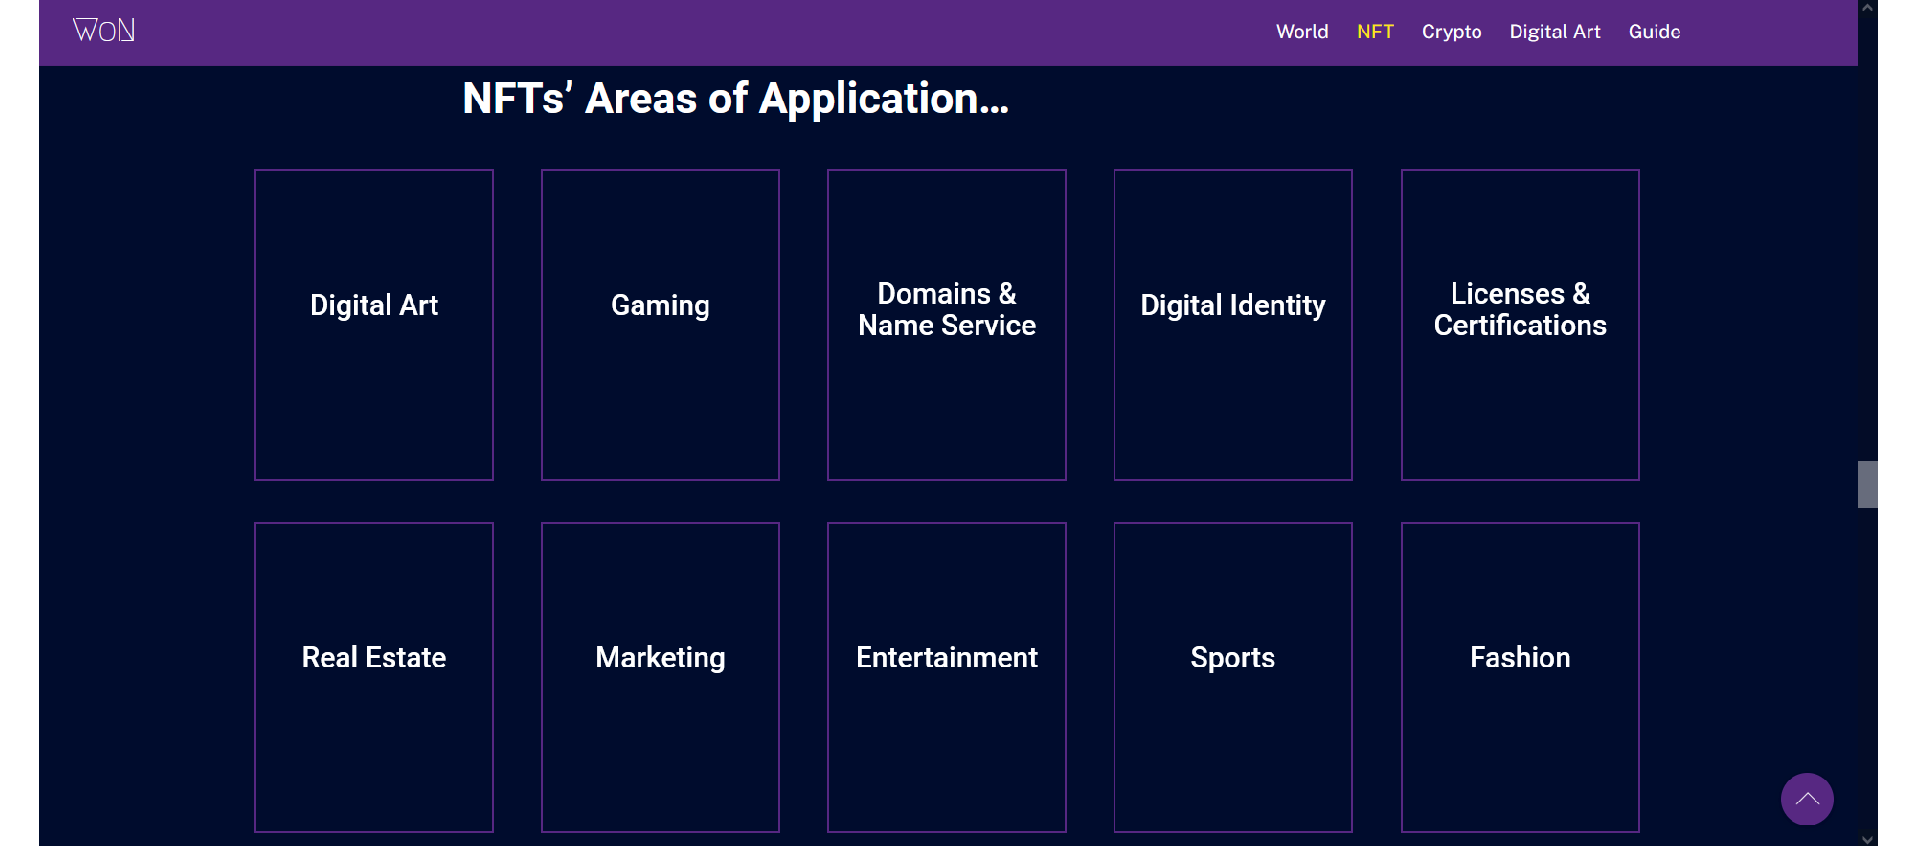 WoN
World NFT Crypto Digital Art Guide
NFTs’ Areas of Application...
Digital Art
Gaming
Domains &
Name Service
Digital Identity
Licenses &
Certifications
Real Estate
Marketing
Entertainment
Sports
Fashion